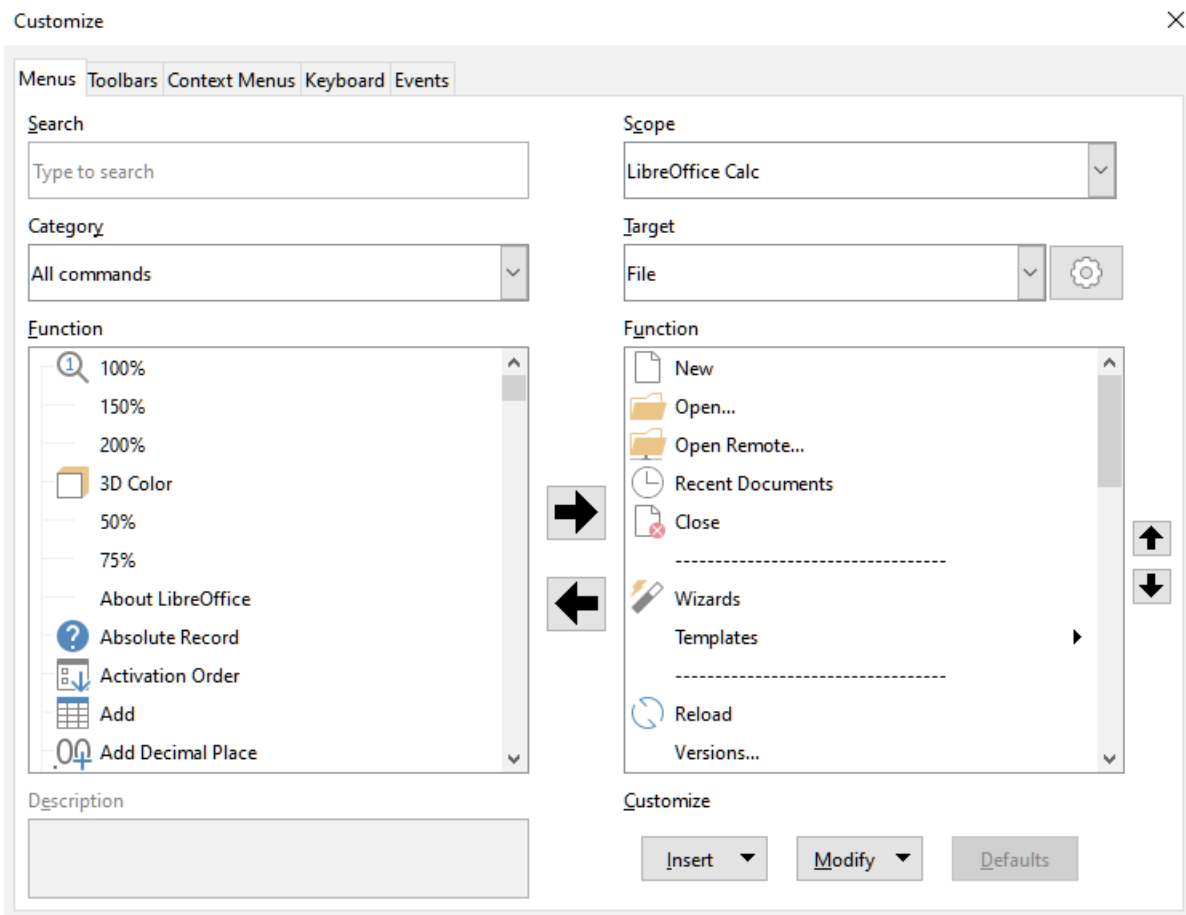 Customize
Menus Toolbars Context Menus Keyboard Events
Search
Type to search
Category
All commands
Function
100%
150%
200%
3D Color
50%
75%
About LibreOffice
Absolute Record
Activation Order
Add
Add Decimal Place
Description
Scope
LibreOffice Calc
Target
File
Function
New
Open...
Open Remote...
Recent Documents
Close
----------------------------------
Wizards
Templates
----------------------------------
Reload
Versions...
Customize
Insert Modify Defaults